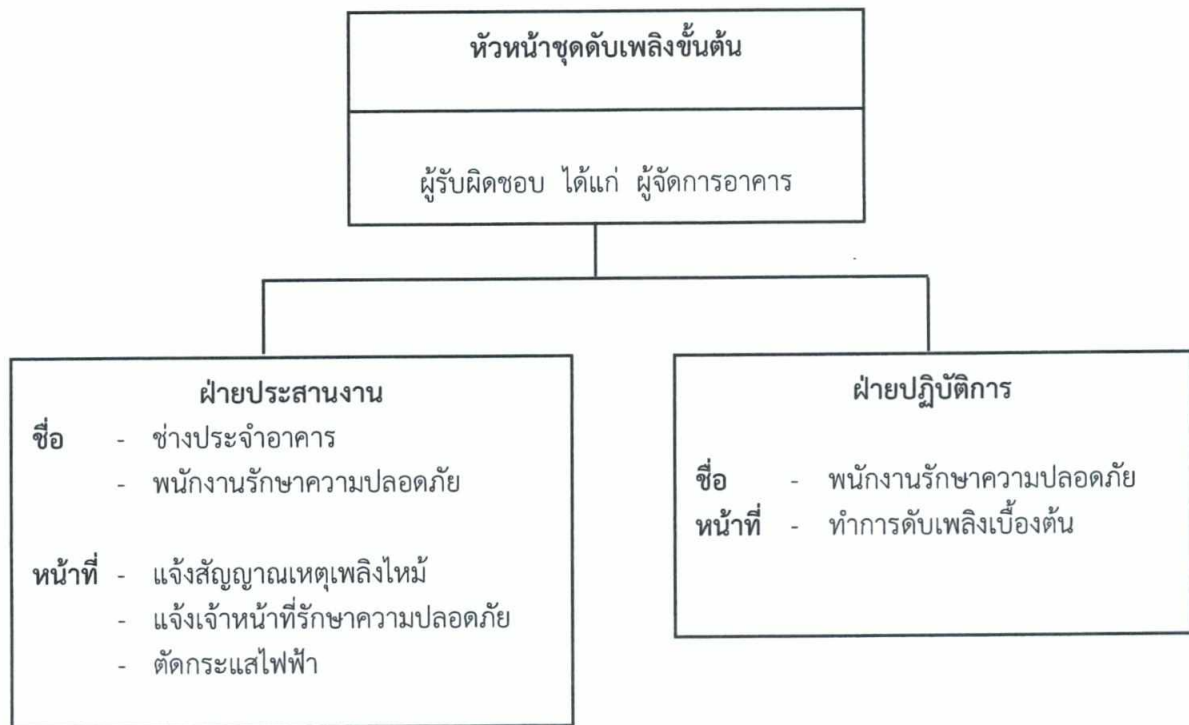 หัวหน้าชุดดับเพลิงขั้นต้น
ผู้รับผิดชอบ ได้แก่ ผู้จัดการอาคาร
ฝ่ายประสานงาน
ชื่อ - ช่างประจำอาคาร
- พนักงานรักษาความปลอดภัย
หน้าที่ - แจ้งสัญญาณเหตุเพลิงไหม้
- แจ้งเจ้าหน้าที่รักษาความปลอดภัย
- ตัดกระแสไฟฟ้า
ฝ่ายปฏิบัติการ
ชื่อ - พนักงานรักษาความปลอดภัย
หน้าที่ - ทำการดับเพลิงเบื้องต้น